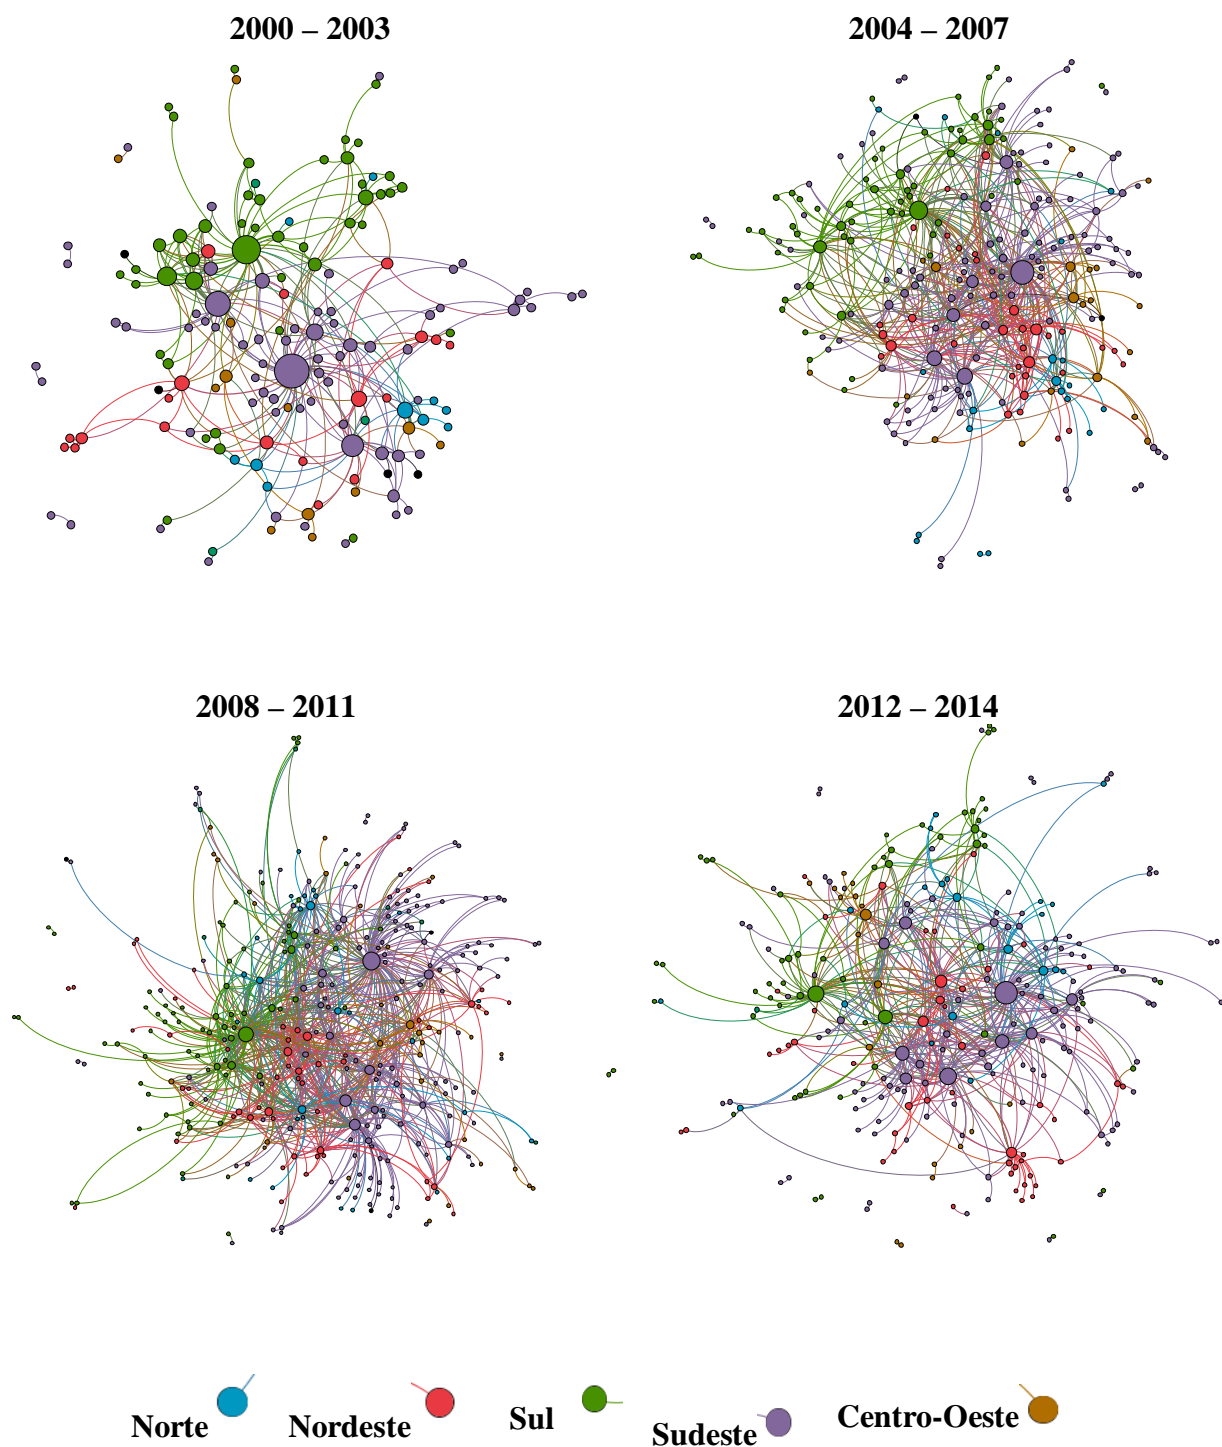 2000 – 2003
2004 – 2007
2008 – 2011
2012 – 2014
Norte
Nordeste
Sul
Sudeste
Centro-Oeste